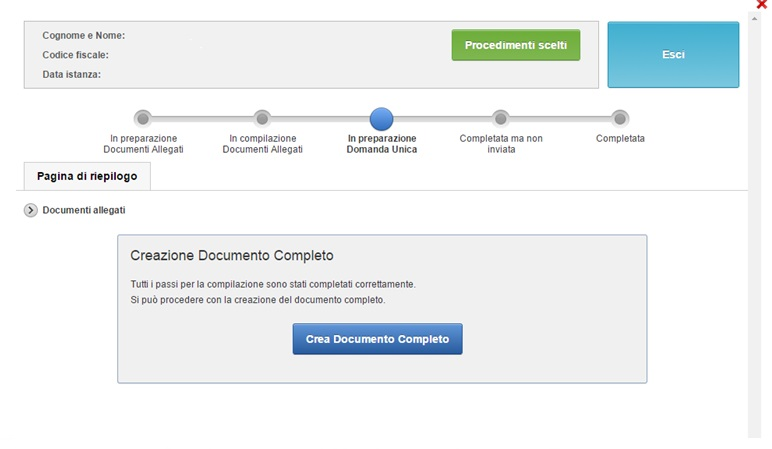 Cognome e Nome:
Codice fiscale:
Data istanza:
Procedimenti scelti
Esci
In preparazione
Documenti Allegati
In compilazione
Documenti Allegati
In preparazione
Domanda Unica
Completata ma non
inviata
Completata
Pagina di riepilogo
Documenti allegati
Creazione Documento Completo
Tutti i passi per la compilazione sono stati completati correttamente.
Si può procedere con la creazione del documento completo.
Crea Documento Completo